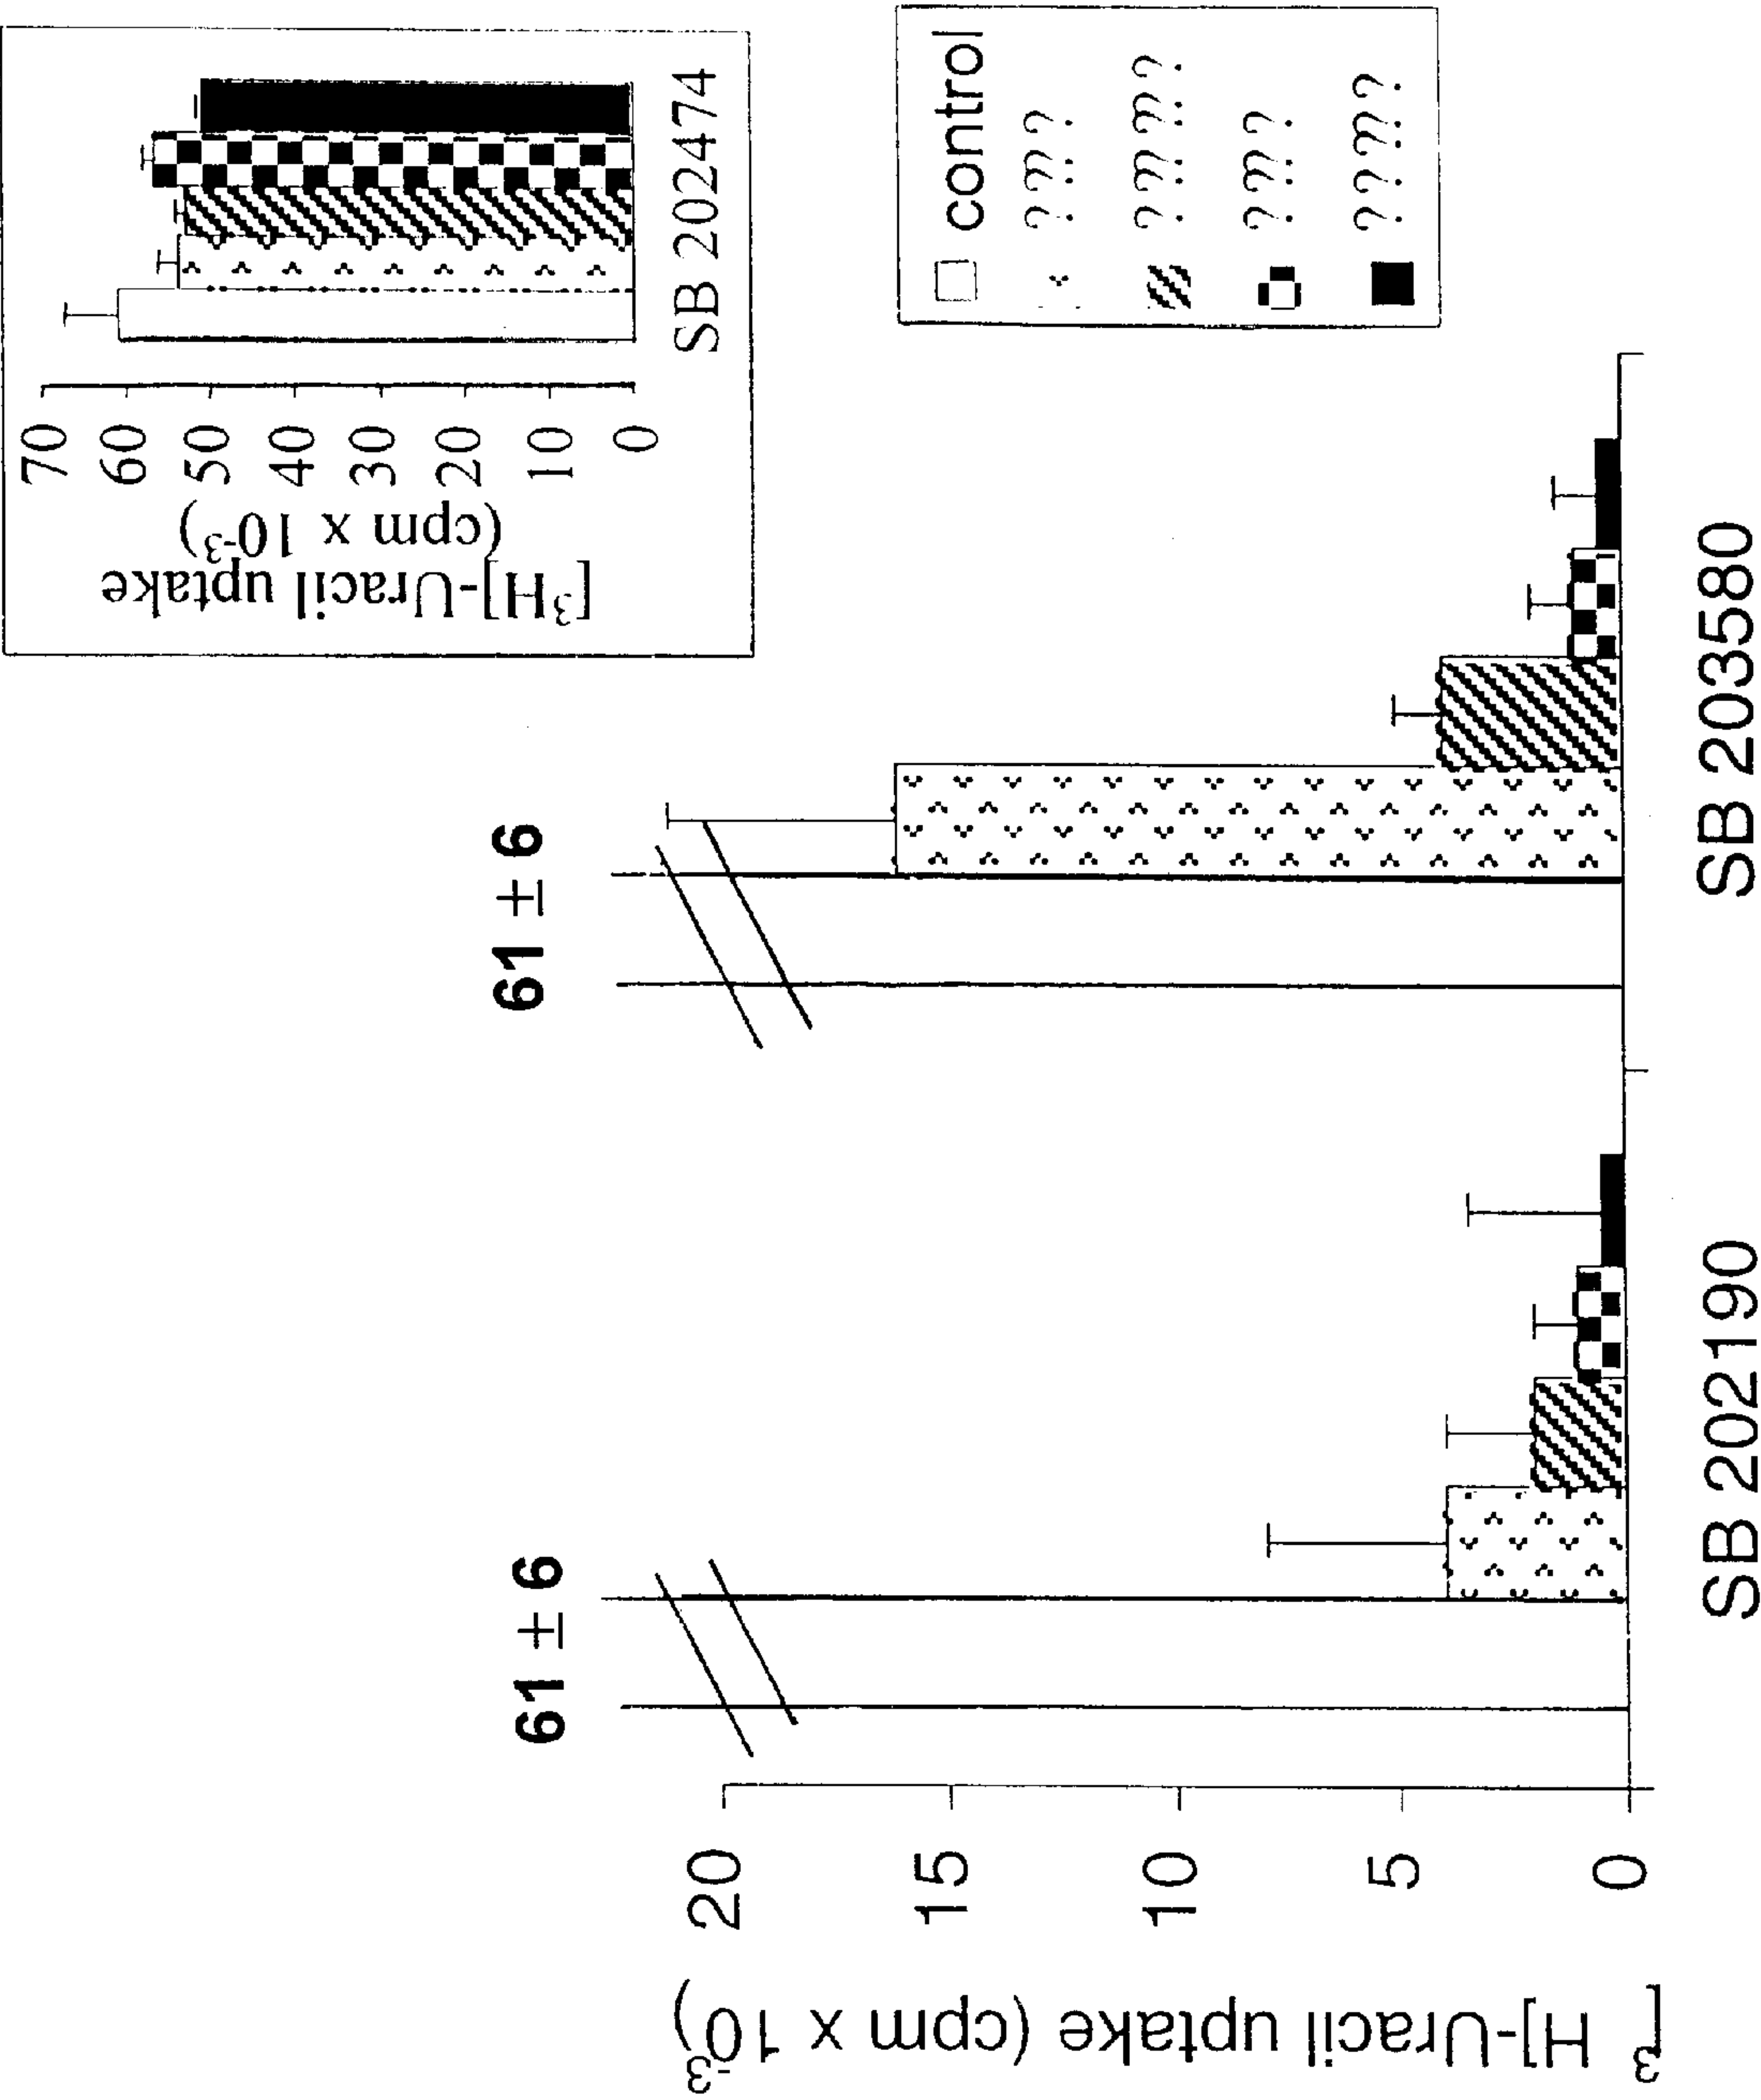 [³H]-Uracil uptake (cpm x 10⁻³)
20
15
10
5
0
61 ± 6
61 ± 6
SB 202190
SB 203580
[³H]-Uracil uptake
(cpm x 10⁻³)
70
60
50
40
30
20
10
0
SB 202474
control
????
??????
????
?????